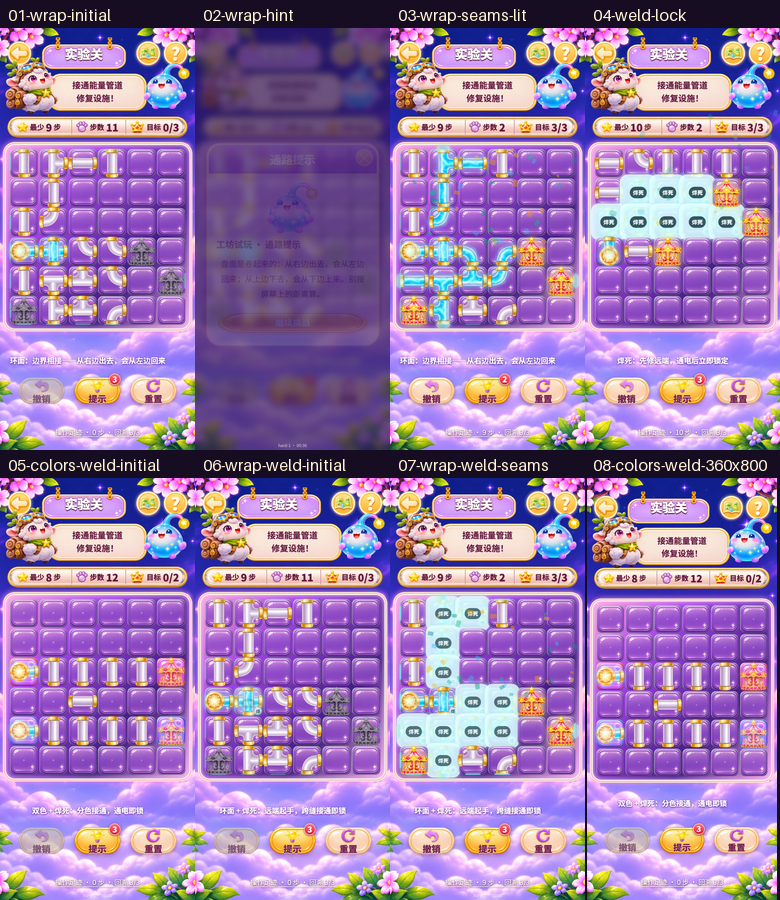 01-wrap-initial
02-wrap-hint
03-wrap-seams-lit
04-weld-lock
实验关
接通能量管道
修复设施！
最少 9 步 步数 11 目标 0/3
环面：边界相接——从右边出去，会从左边回来
撤销 提示 3 重置
通路提示
工坊试玩 · 通路提示
实验关
接通能量管道
修复设施！
最少 9 步 步数 2 目标 3/3
环面：边界相接——从右边出去，会从左边回来
撤销 提示 2 重置
实验关
接通能量管道
修复设施！
最少 10 步 步数 2 目标 3/3
焊死 焊死 焊死
焊死 焊死 焊死 焊死 焊死
焊死：先修远端，通电后立即锁定
撤销 提示 3 重置
05-colors-weld-initial
06-wrap-weld-initial
07-wrap-weld-seams
08-colors-weld-360x800
实验关
接通能量管道
修复设施！
最少 8 步 步数 12 目标 0/2
双色＋焊死：分色接通，通电即锁
撤销 提示 3 重置
实验关
接通能量管道
修复设施！
最少 9 步 步数 11 目标 0/3
环面＋焊死：远端起手，跨缝接通即锁
撤销 提示 3 重置
实验关
接通能量管道
修复设施！
最少 9 步 步数 2 目标 3/3
焊死 焊死
焊死
焊死
焊死 焊死
焊死 焊死 焊死 焊死
焊死
环面＋焊死：远端起手，跨缝接通即锁
撤销 提示 3 重置
实验关
接通能量管道
修复设施！
最少 8 步 步数 12 目标 0/2
双色＋焊死：分色接通，通电即锁
撤销 提示 3 重置